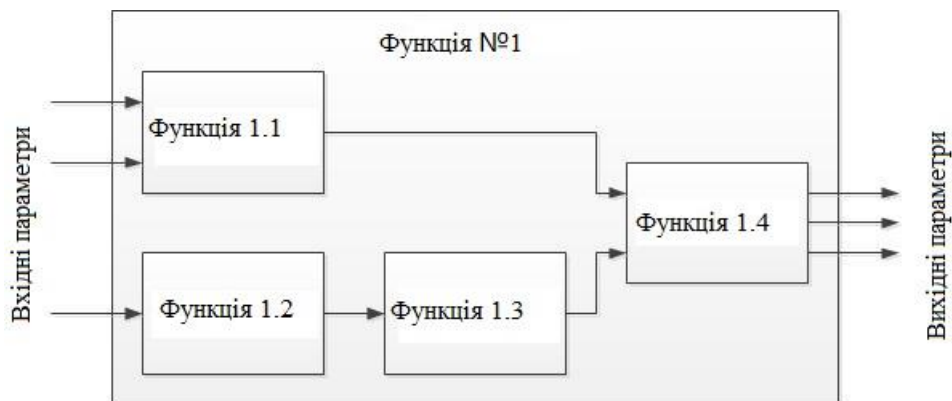 Функція №1
Функція 1.1
Функція 1.4
Функція 1.2
Функція 1.3
Вхідні параметри
Вихідні параметри